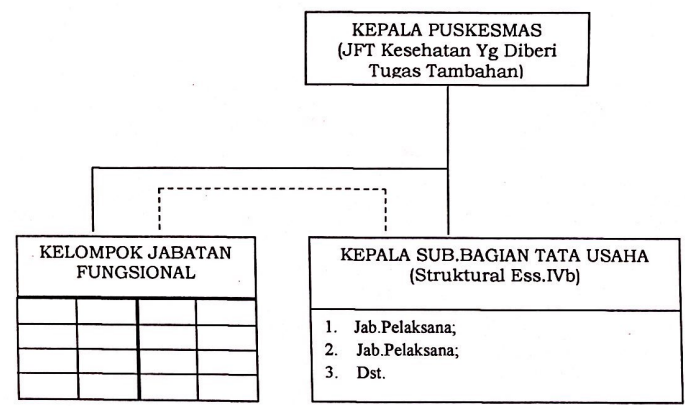 KEPALA PUSKESMAS
(JFT Kesehatan Yg Diberi
Tugas Tambahan)
KELOMPOK JABATAN
FUNGSIONAL
KEPALA SUB.BAGIAN TATA USAHA
(Struktural Ess.IVb)
1. Jab.Pelaksana;
2. Jab.Pelaksana;
3. Dst.